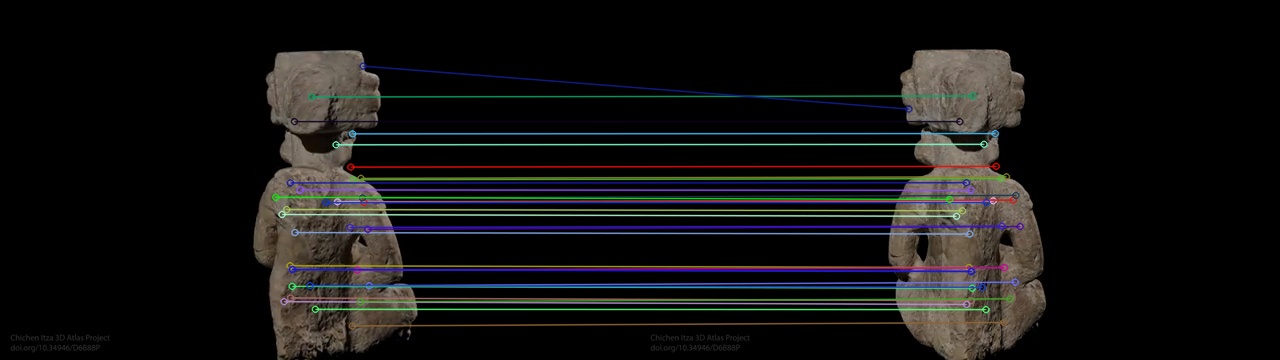 Chichen Itza 3D Atlas Project
doi.org/10.34946/D6B88P
Chichen Itza 3D Atlas Project
doi.org/10.34946/D6B88P